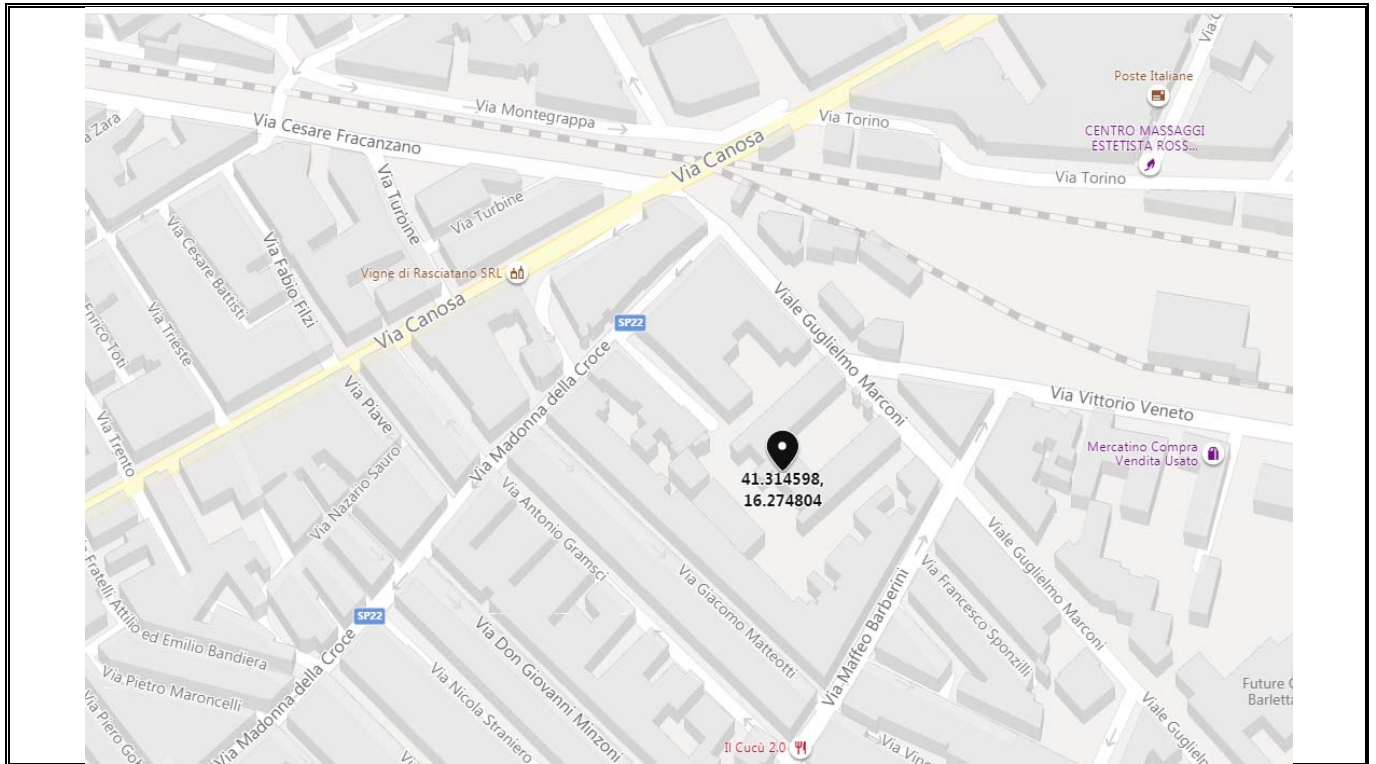 Poste Italiane
Via Montegrappa
Via Torino
Via Cesare Fracanzano
Via Canosa
CENTRO MASSAGGI
ESTETISTA ROSS...
Via Torino
Via Turbine
Via Turbine
Via Cesare Battisti
Via Fabio Filzi
Vigne di Rasciatano SRL
Via Canosa
Viale Guglielmo Marconi
SP22
Enrico Toti
Via Trieste
Via Piave
Via Madonna della Croce
Via Vittorio Veneto
Via Trento
Via Nazario Sauro
Mercatino Compra
Vendita Usato
41.314598,
16.274804
Via Antonio Gramsci
Via Giacomo Matteotti
Viale Guglielmo Marconi
Via Francesco Sponzilli
Via Maffeo Barberini
Fratelli Attilio ed Emilio Bandiera
SP22
Via Pietro Maroncelli
Via Madonna della Croce
Via Nicola Straniero
Via Don Giovanni Minzoni
Future
Barletta
Il Cucù 2.0